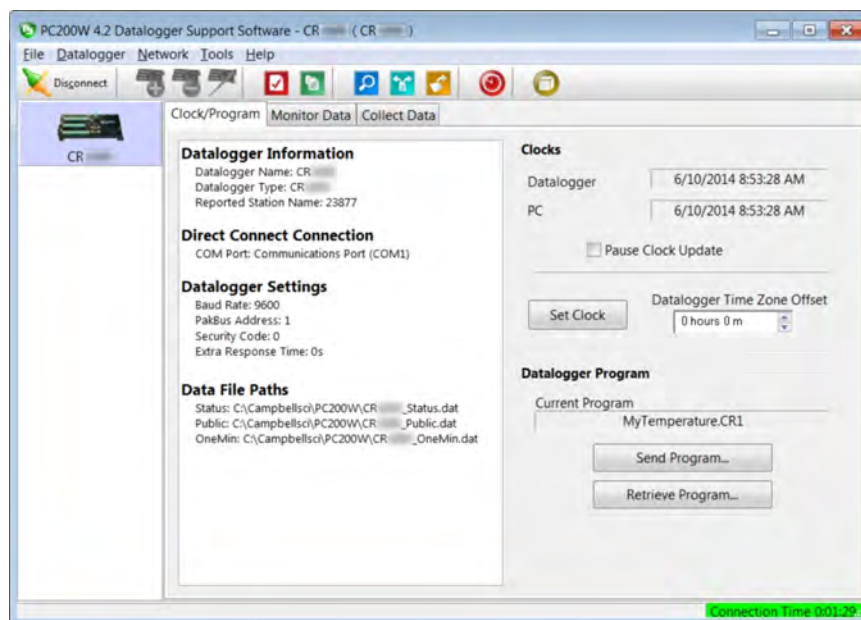 PC200W 4.2 Datalogger Support Software - CR ( CR )
File Datalogger Network Tools Help
Disconnect
CR
Clock/Program Monitor Data Collect Data
Datalogger Information
Datalogger Name: CR
Datalogger Type: CR
Reported Station Name: 23877
Direct Connect Connection
COM Port: Communications Port (COM1)
Datalogger Settings
Baud Rate: 9600
PakBus Address: 1
Security Code: 0
Extra Response Time: 0s
Data File Paths
Status: C:\Campbellsci\PC200W\CR _Status.dat
Public: C:\Campbellsci\PC200W\CR _Public.dat
OneMin: C:\Campbellsci\PC200W\CR _OneMin.dat
Clocks
Datalogger 6/10/2014 8:53:28 AM
PC 6/10/2014 8:53:28 AM
Pause Clock Update
Datalogger Time Zone Offset
Set Clock 0 hours 0 m
Datalogger Program
Current Program
MyTemperature.CR1
Send Program...
Retrieve Program...
Connection Time 0:01:29